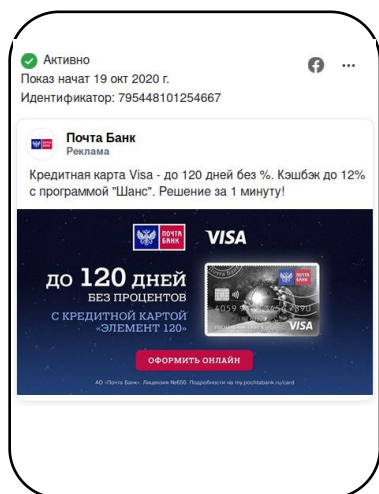 Активно
Показ начат 19 окт 2020 г.
Идентификатор: 795448101254667
Почта Банк
Реклама
Кредитная карта Visa - до 120 дней без %. Кэшбэк до 12%
с программой "Шанс". Решение за 1 минуту!
ПОЧТА
БАНК
VISA
ДО 120 ДНЕЙ
БЕЗ ПРОЦЕНТОВ
С КРЕДИТНОЙ КАРТОЙ
«ЭЛЕМЕНТ 120»
VISA
ОФОРМИТЬ ОНЛАЙН
АО «Почта Банк». Лицензия №650. Подробности на my.pochtabank.ru/card